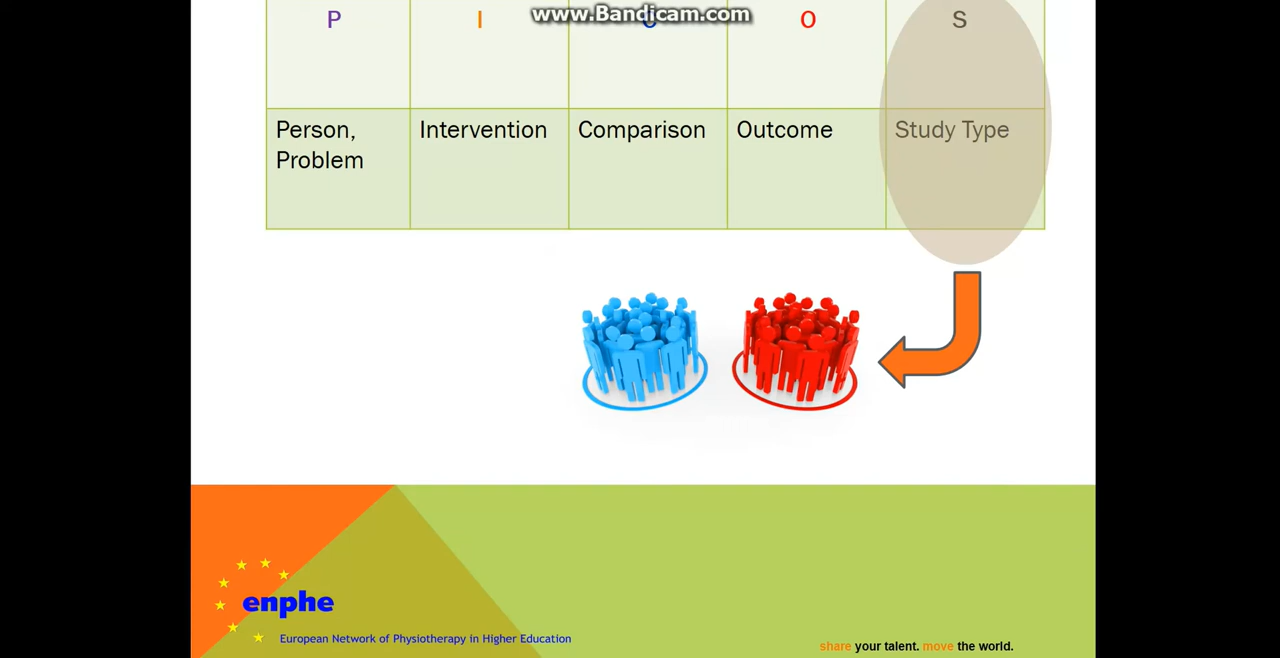 www.Bandicam.com
P I C O S
Person, Intervention Comparison Outcome Study Type
Problem
enphe
European Network of Physiotherapy in Higher Education
share your talent. move the world.